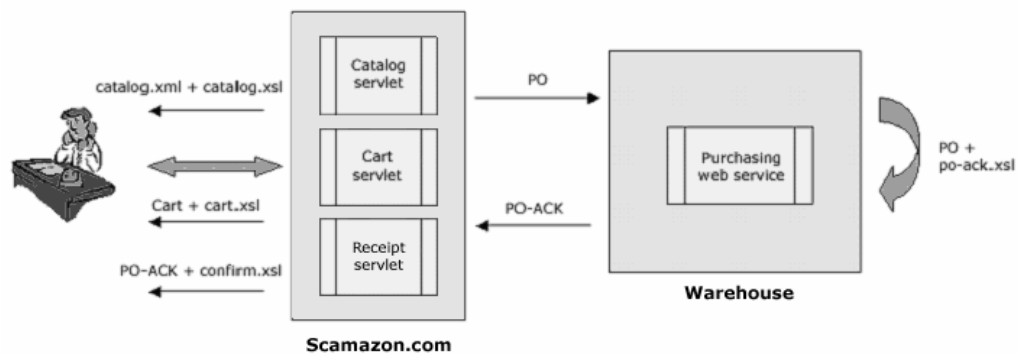 catalog.xml + catalog.xsl
Cart + cart.xsl
PO-ACK + confirm.xsl
Catalog
servlet
Cart
servlet
Receipt
servlet
Scamazon.com
PO
PO-ACK
Purchasing
web service
Warehouse
PO +
po-ack.xsl